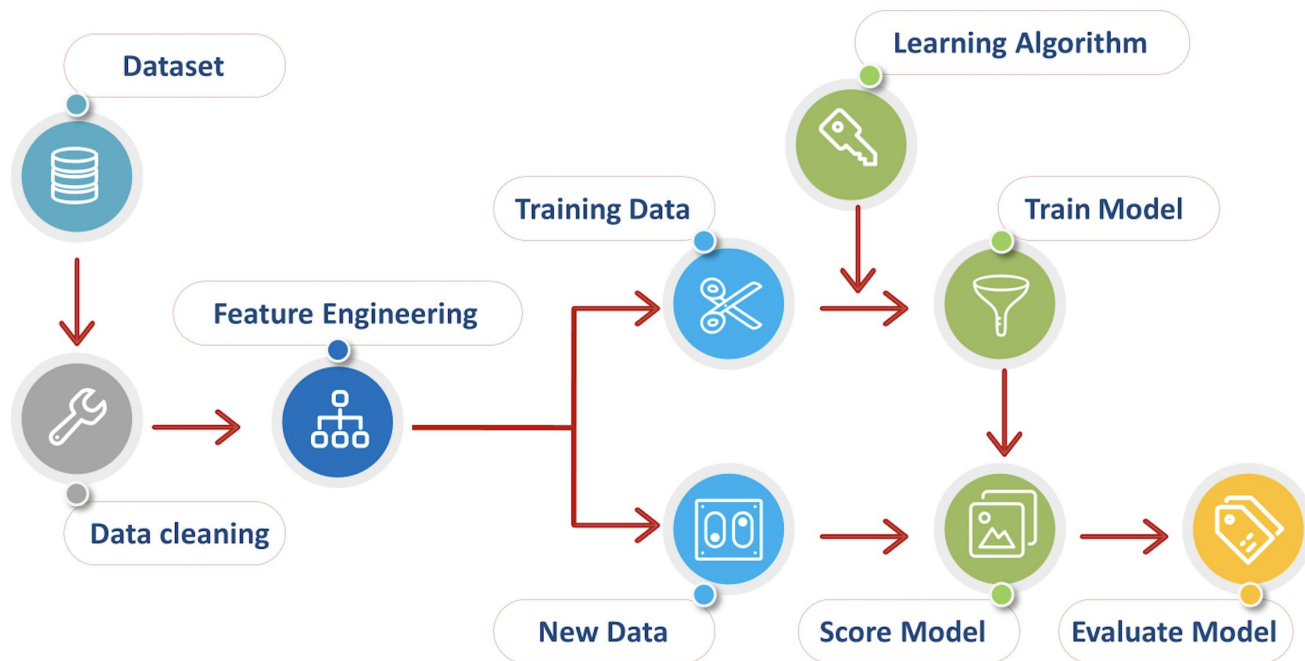 Dataset
Learning Algorithm
Training Data
Train Model
Feature Engineering
Data cleaning
New Data
Score Model
Evaluate Model